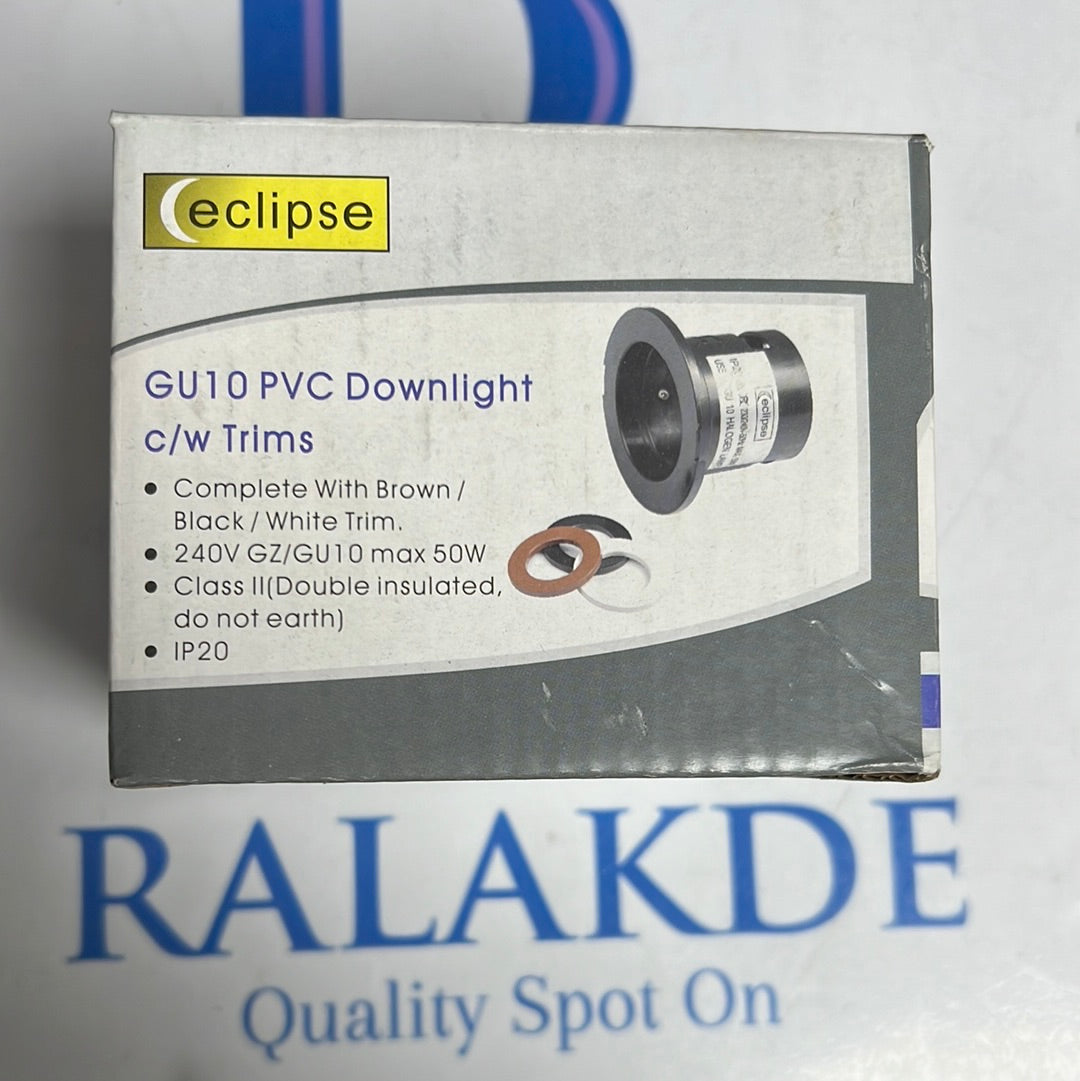 eclipse
GU10 PVC Downlight
c/w Trims
• Complete With Brown /
Black / White Trim.
• 240V GZ/GU10 max 50W
• Class II(Double insulated,
do not earth)
• IP20
eclipse
RALAKDE
Quality Spot On